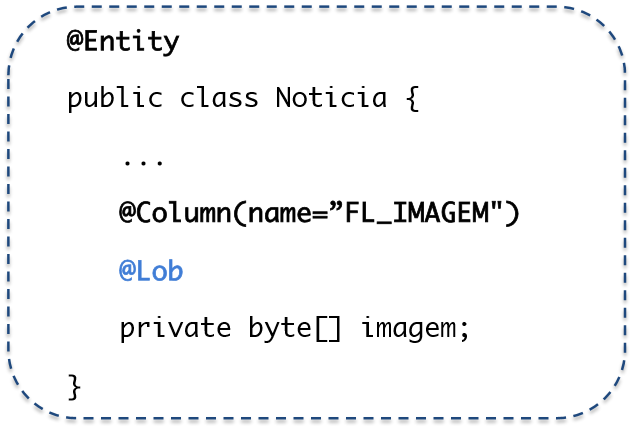 @Entity
public class Noticia {
...
@Column(name=”FL_IMAGEM")
@Lob
private byte[] imagem;
}